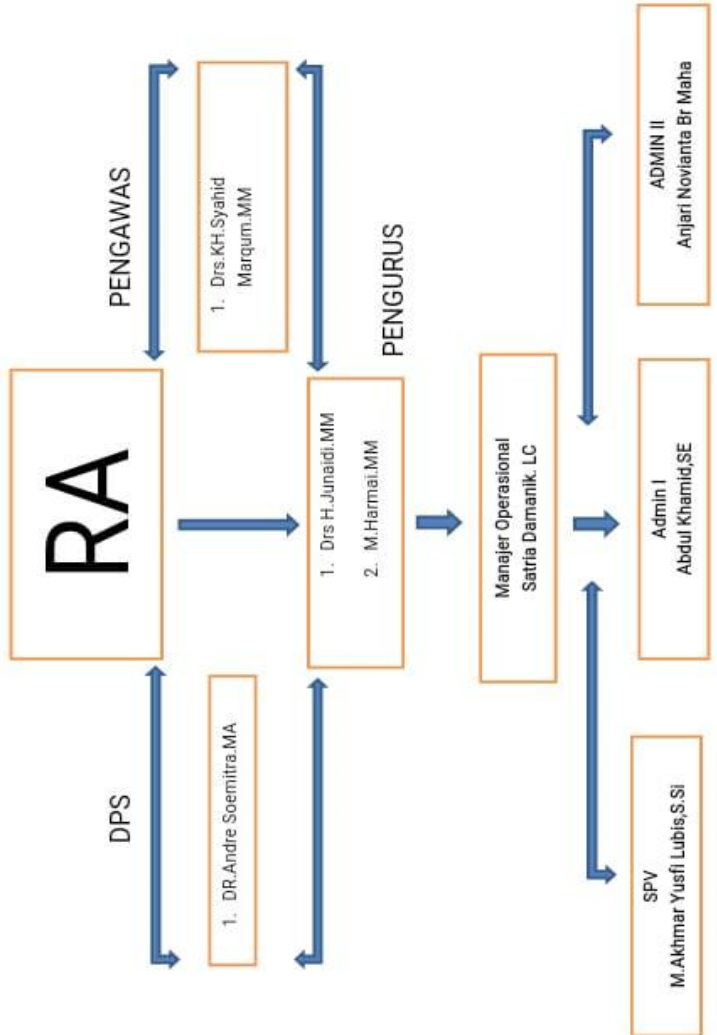 RA
DPS
PENGAWAS
1. DR.Andre Soemitra.MA
1. Drs.KH.Syahid
Marqum.MM
PENGURUS
1. Drs H.Junaidi.MM
2. M.Harmai.MM
Manajer Operasional
Satria Damanik. LC
SPV
M.Akhmar Yusfi Lubis,S.Si
Admin I
Abdul Khamid,SE
ADMIN II
Anjari Novianta Br Maha